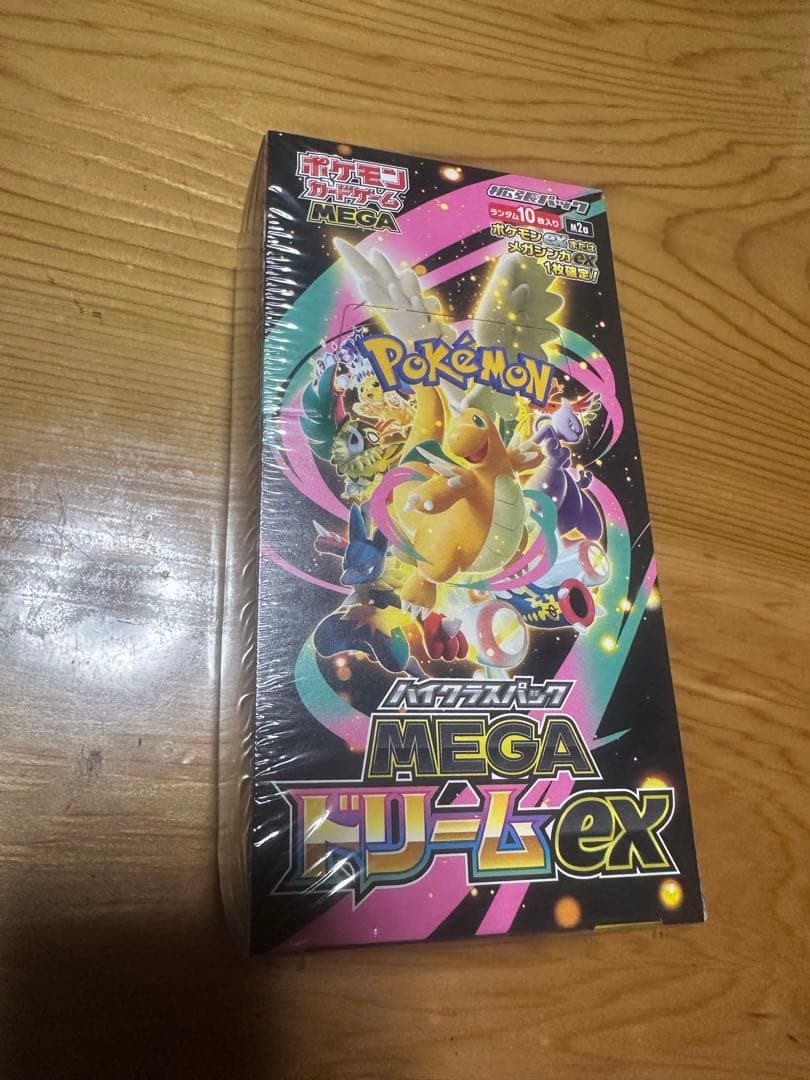 ポケモン
カードゲーム
MEGA
拡張パック
ランダム10枚入り
M2a
ポケモンexまたは
メガシンカex
1枚確定!
POKéMON
ハイクラスパック
MEGA
ドリームex